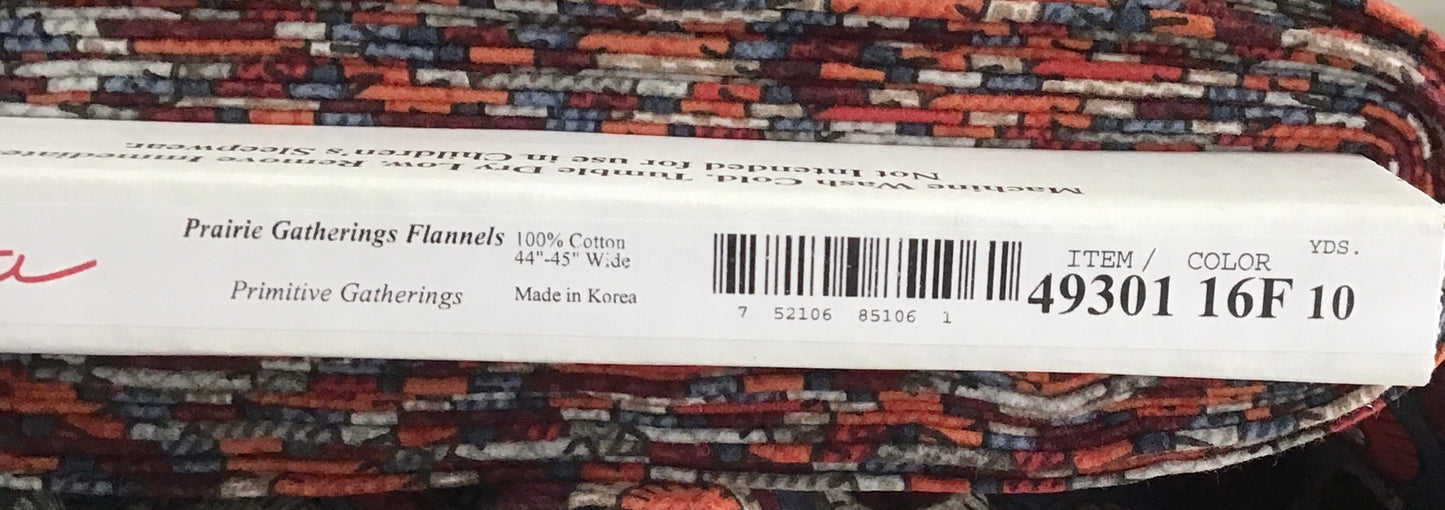 Machine Wash Cold, Tumble Dry Low, Remove Immediate
Not Intended for use in Children's Sleepwear
a
Prairie Gatherings Flannels
Primitive Gatherings
100% Cotton
44"-45" Wide
Made in Korea
7 52106 85106 1
ITEM / COLOR YDS.
49301 16F 10